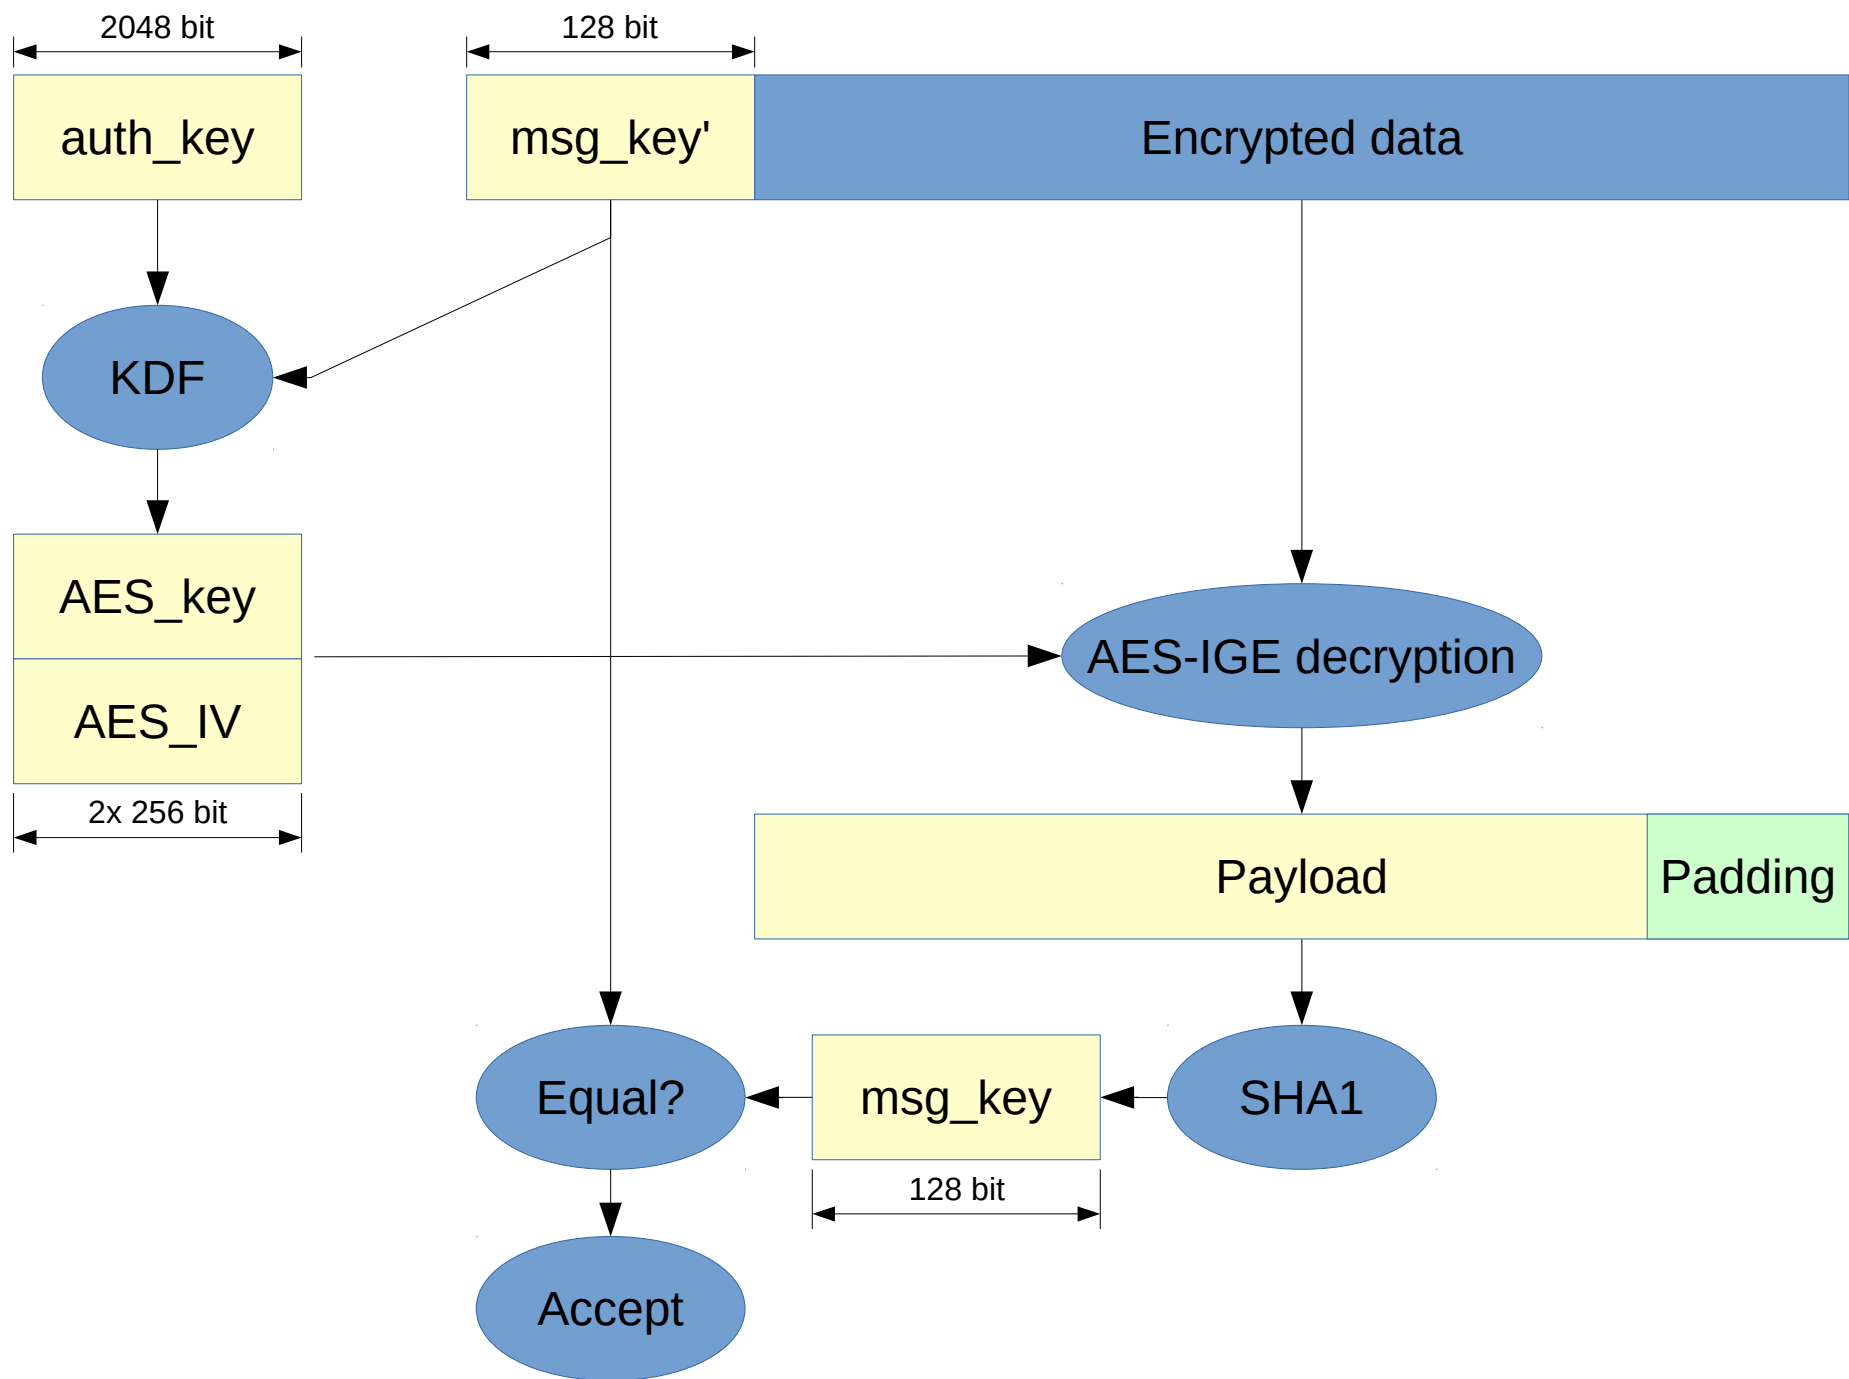 2048 bit
128 bit
auth_key
msg_key'
Encrypted data
KDF
AES_key
AES-IGE decryption
AES_IV
2x 256 bit
Payload
Padding
Equal?
msg_key
SHA1
128 bit
Accept